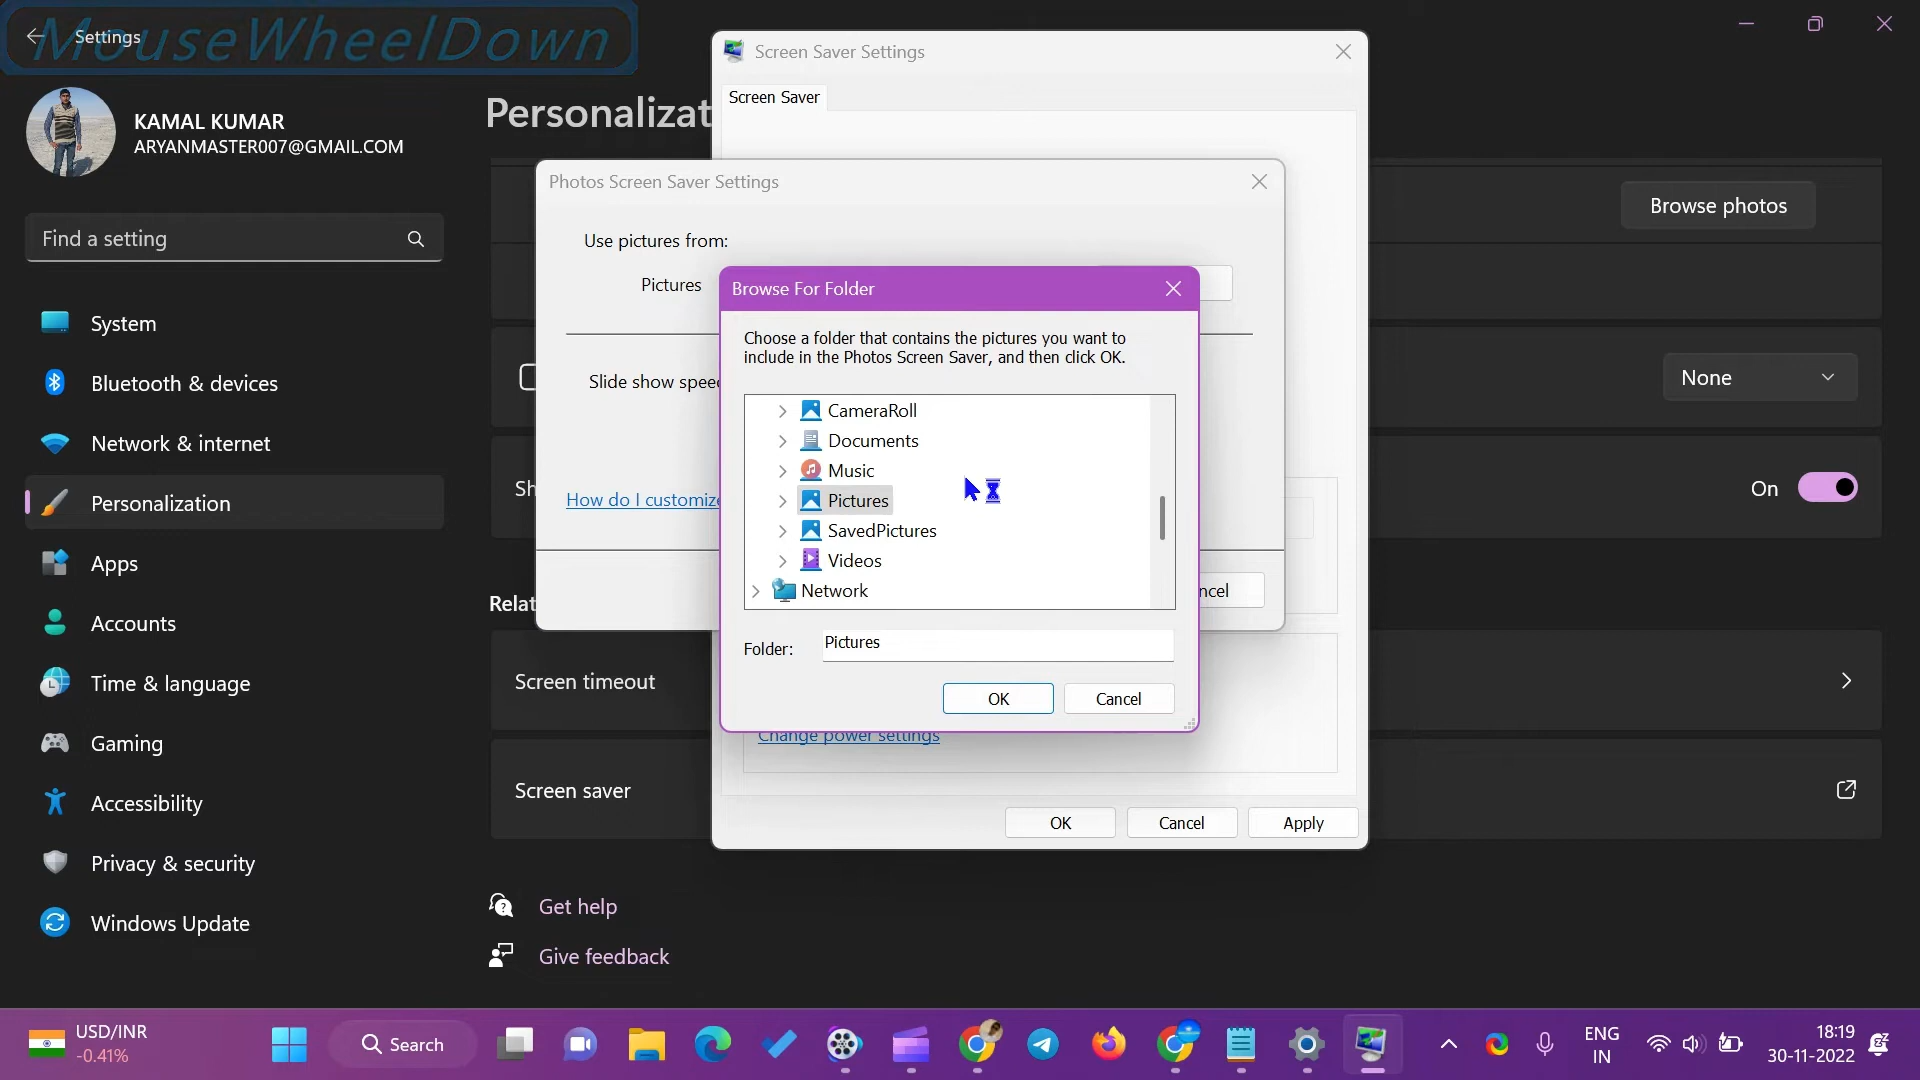 MouseWheelDown
Settings
KAMAL KUMAR
ARYANMASTER007@GMAIL.COM
Find a setting
System
Bluetooth & devices
Network & internet
Personalization
Apps
Accounts
Time & language
Gaming
Accessibility
Privacy & security
Windows Update
Personalizat
Browse photos
None
Sh
On
Relat
Screen timeout
Screen saver
Get help
Give feedback
Screen Saver Settings
Screen Saver
Change power settings
OK
Cancel
Apply
Photos Screen Saver Settings
Use pictures from:
Pictures
Slide show speed
How do I customize
ncel
Browse For Folder
Choose a folder that contains the pictures you want to
include in the Photos Screen Saver, and then click OK.
CameraRoll
Documents
Music
Pictures
SavedPictures
Videos
Network
Folder:
Pictures
OK
Cancel
USD/INR
-0.41%
Search
ENG
IN
18:19
30-11-2022